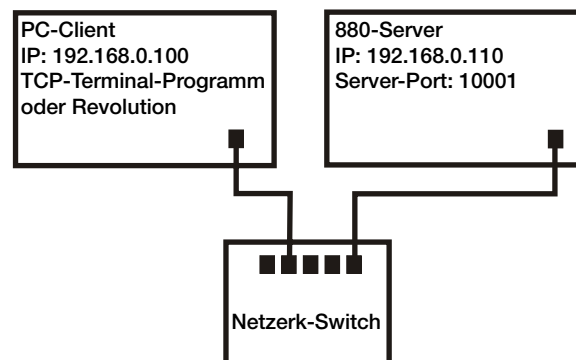 PC-Client
IP: 192.168.0.100
TCP-Terminal-Programm
oder Revolution
880-Server
IP: 192.168.0.110
Server-Port: 10001
Netzerk-Switch